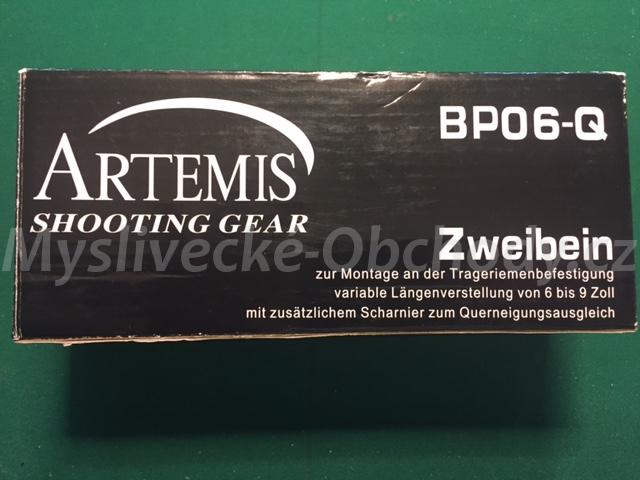 ARTEMIS
SHOOTING GEAR
BP06-Q
Zweibein
zur Montage an der Trageriemenbefestigung
variable Längenverstellung von 6 bis 9 Zoll
mit zusätzlichem Scharnier zum Querneigungsausgleich
Myslivecke-Obchody.cz